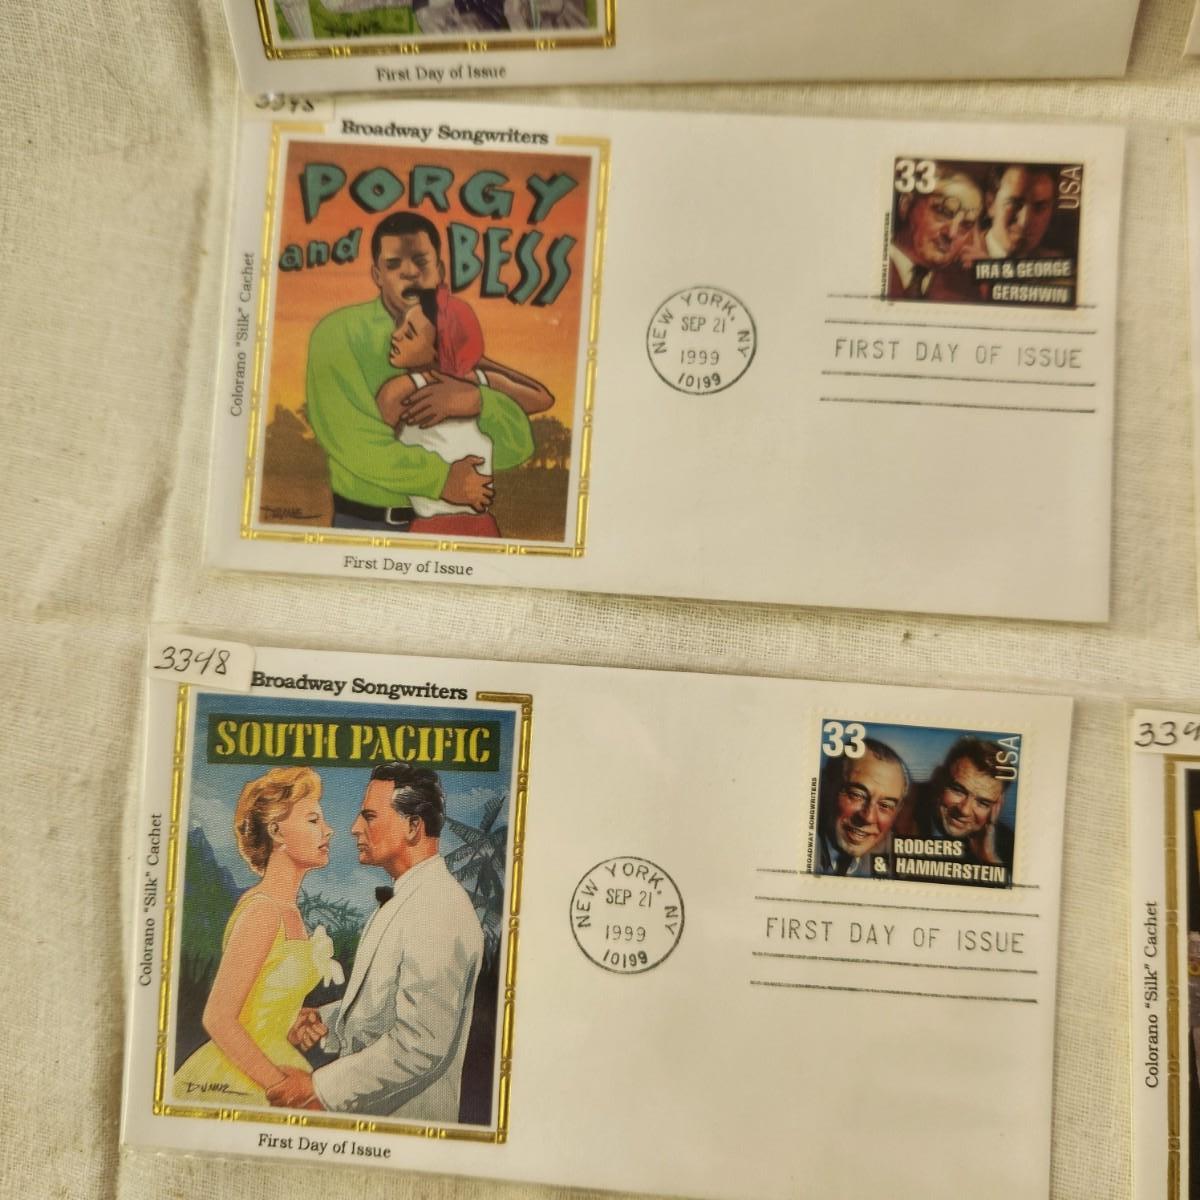 First Day of Issue
3348
Broadway Songwriters
PORGY
and BESS
Colorano "Silk" Cachet
First Day of Issue
NEW YORK, NY
SEP 21
1999
10199
33
USA
BROADWAY SONGWRITERS
IRA & GEORGE
GERSHWIN
FIRST DAY OF ISSUE
3348
Broadway Songwriters
SOUTH PACIFIC
Colorano "Silk" Cachet
DUNNE
First Day of Issue
NEW YORK, NY
SEP 21
1999
10199
33
USA
BROADWAY SONGWRITERS
RODGERS
& HAMMERSTEIN
FIRST DAY OF ISSUE
Colorano "Silk" Cachet